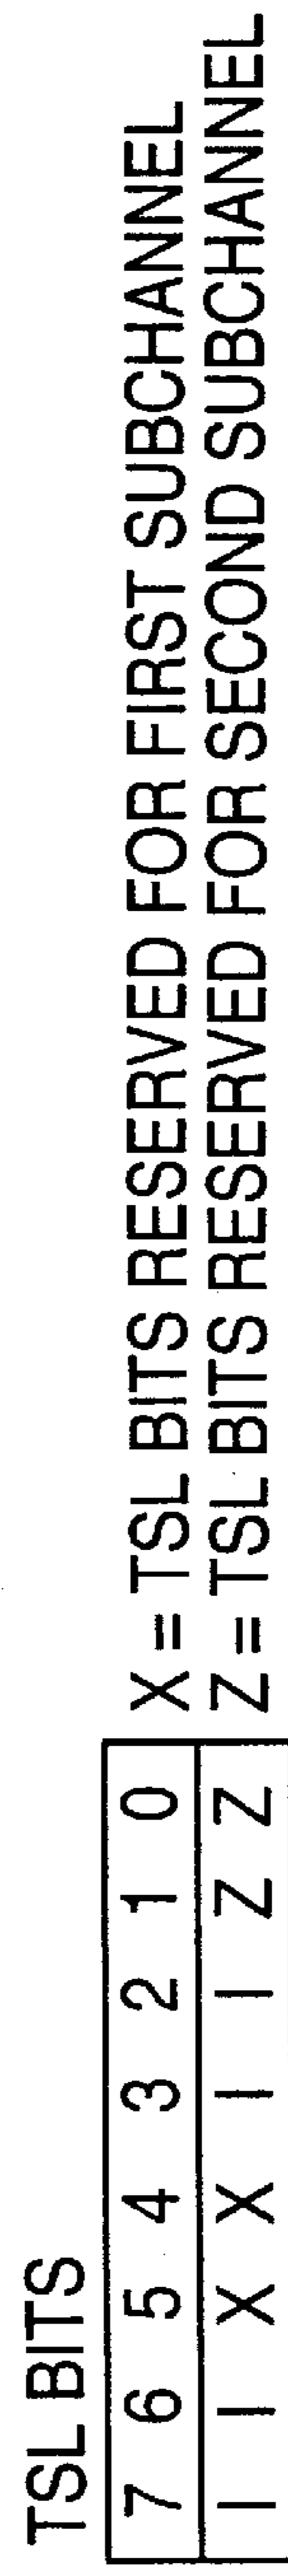 TSL BITS
7 6 5 4 3 2 1 0 X = TSL BITS RESERVED FOR FIRST SUBCHANNEL
I I X X I I Z Z Z = TSL BITS RESERVED FOR SECOND SUBCHANNEL